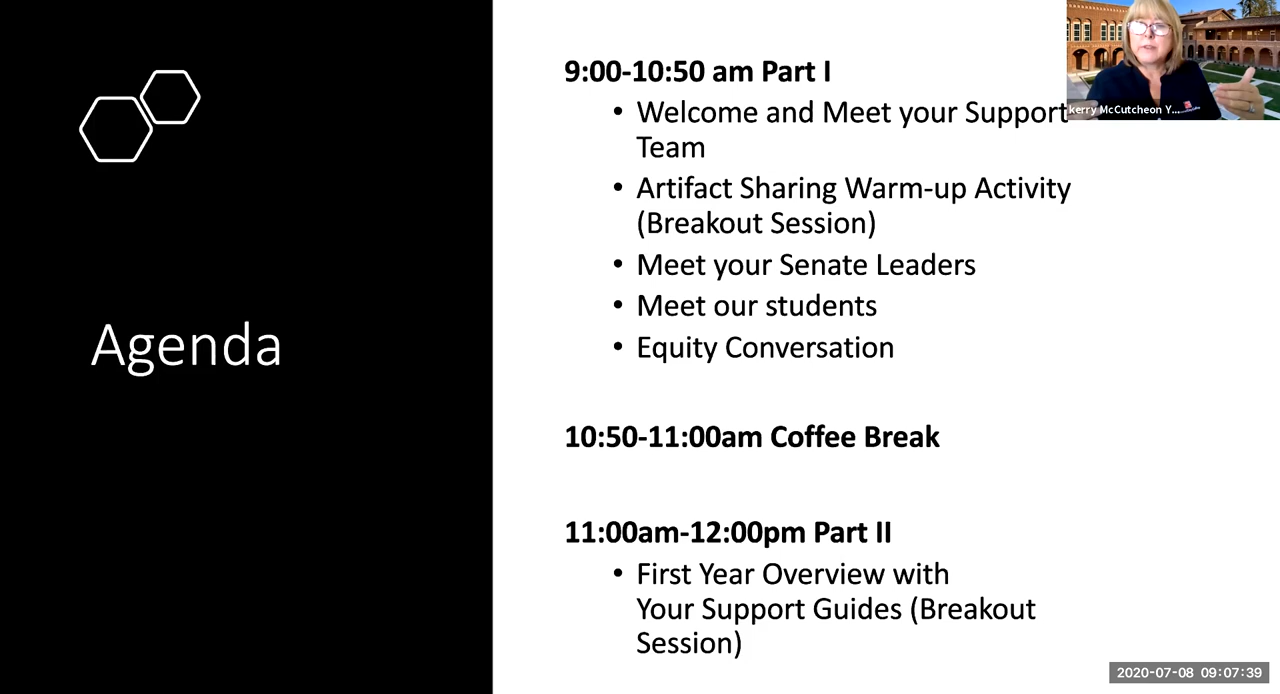 9:00-10:50 am Part I
• Welcome and Meet your Support
Team
• Artifact Sharing Warm-up Activity
(Breakout Session)
• Meet your Senate Leaders
• Meet our students
• Equity Conversation
10:50-11:00am Coffee Break
11:00am-12:00pm Part II
• First Year Overview with
Your Support Guides (Breakout
Session)
Agenda
kerry McCutcheon Y...
2020-07-08 09:07:39